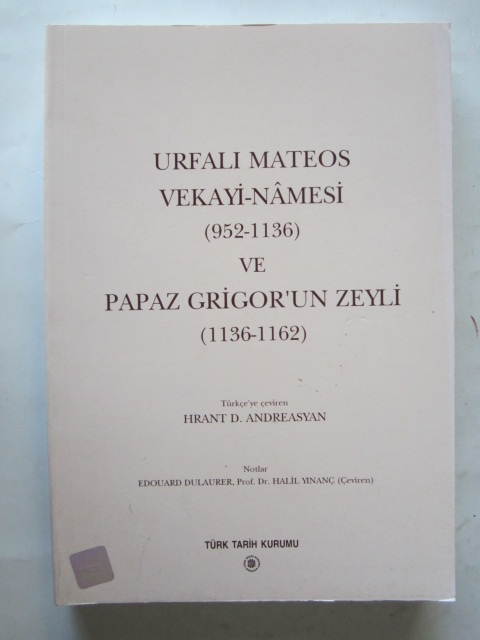 URFALI MATEOS
VEKAYİ-NÂMESİ
(952-1136)
VE
PAPAZ GRİGOR'UN ZEYLİ
(1136-1162)
Türkçe'ye çeviren
HRANT D. ANDREASYAN
Notlar
EDOUARD DULAURER, Prof. Dr. HALİL YINANÇ (Çeviren)
TÜRK TARİH KURUMU